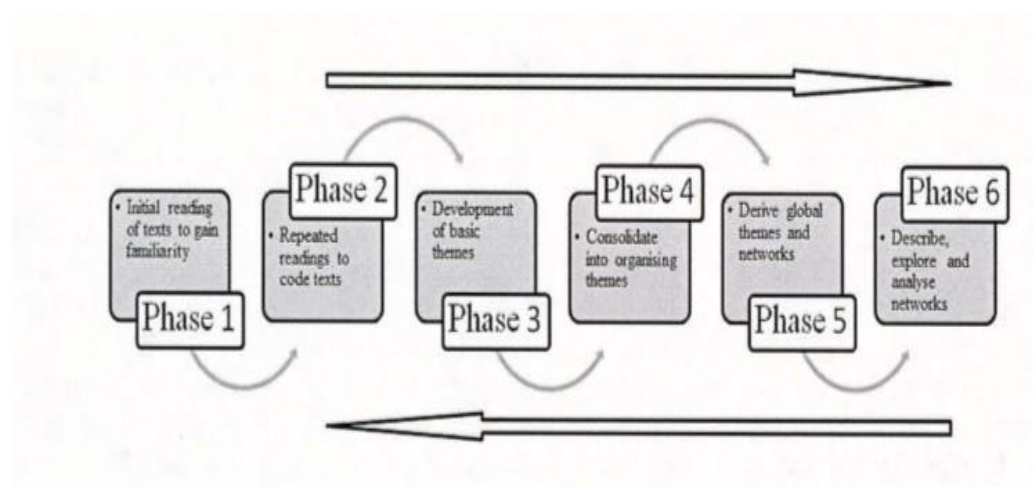 • Initial reading
of texts to gain
familiarity
Phase 1
Phase 2
• Repeated
readings to
code texts
• Development
of basic
themes
Phase 3
Phase 4
• Consolidate
into organising
themes
• Derive global
themes and
networks
Phase 5
Phase 6
• Describe,
explore and
analyse
networks